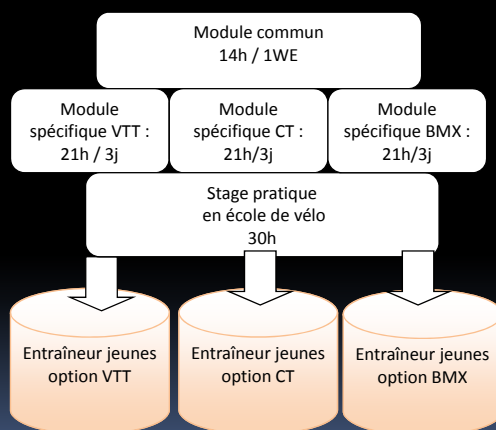 Module commun
14h / 1WE
Module
spécifique VTT :
21h / 3j
Module
spécifique CT :
21h/3j
Module
spécifique BMX :
21h/3j
Stage pratique
en école de vélo
30h
Entraîneur jeunes
option VTT
Entraîneur jeunes
option CT
Entraîneur jeunes
option BMX